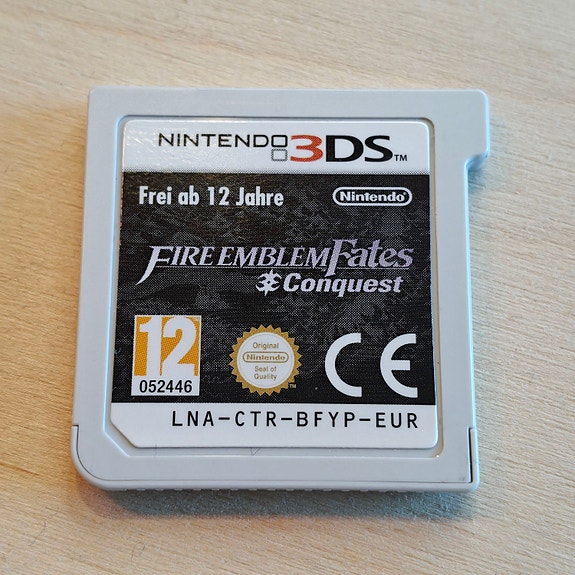 NINTENDO 3DS™
Frei ab 12 Jahre
Nintendo
FIRE EMBLEM Fates
Conquest
12
052446
Original
Nintendo
Seal of
Quality
™
CE
LNA-CTR-BFYP-EUR